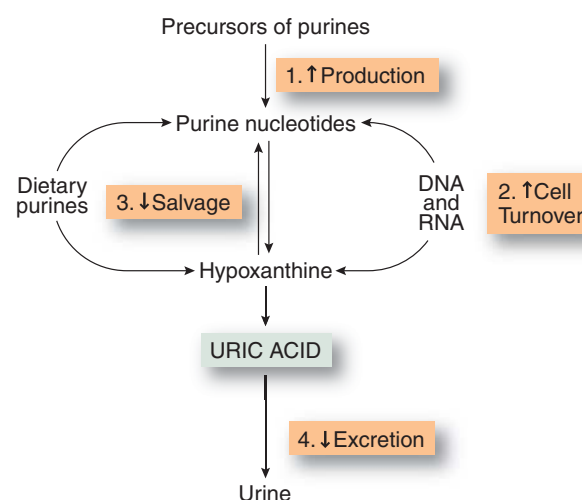 Precursors of purines
1. ↑Production
Purine nucleotides
Dietary
purines
3. ↓Salvage
DNA
and
RNA
2. ↑Cell
Turnover
Hypoxanthine
URIC ACID
4. ↓Excretion
Urine